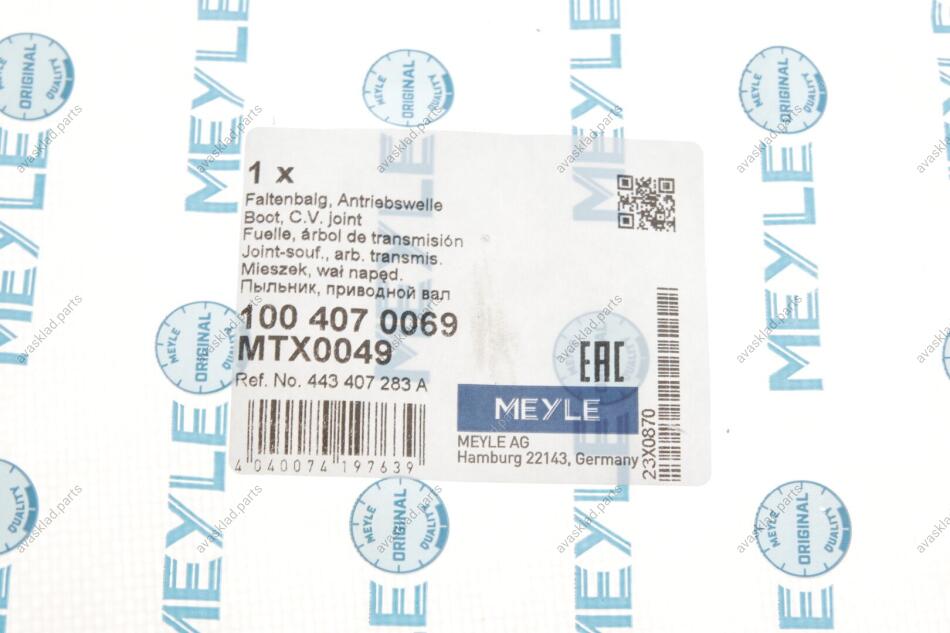 1 x
Faltenbalg, Antriebswelle
Boot, C.V. joint
Fuelle, árbol de transmisión
Joint-souf., arb. transmis.
Mieszek, wał napęd.
Пыльник, приводной вал
100 407 0069
MTX0049
Ref. No. 443 407 283 A
4 040074 197639
EAC
MEYLE
MEYLE AG
Hamburg 22143, Germany
23X0870
MEYLE
MEYLE ORIGINAL QUALITY
avasklad.parts